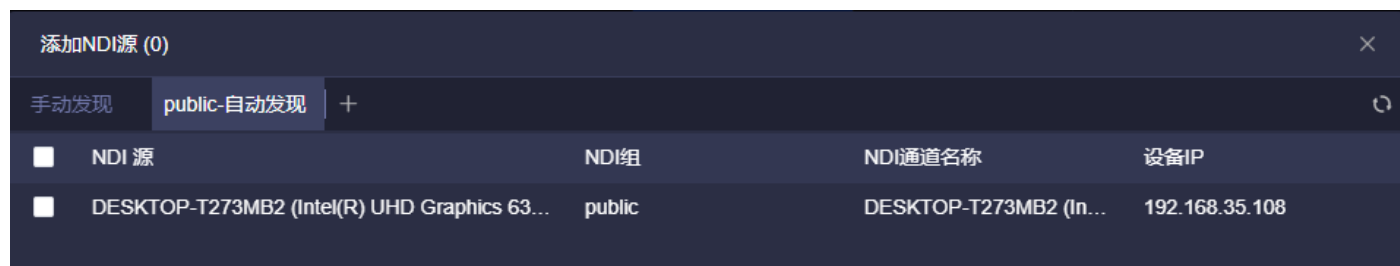 添加NDI源 (0)
手动发现 public-自动发现
NDI 源 NDI组 NDI通道名称 设备IP
DESKTOP-T273MB2 (Intel(R) UHD Graphics 63... public DESKTOP-T273MB2 (In... 192.168.35.108